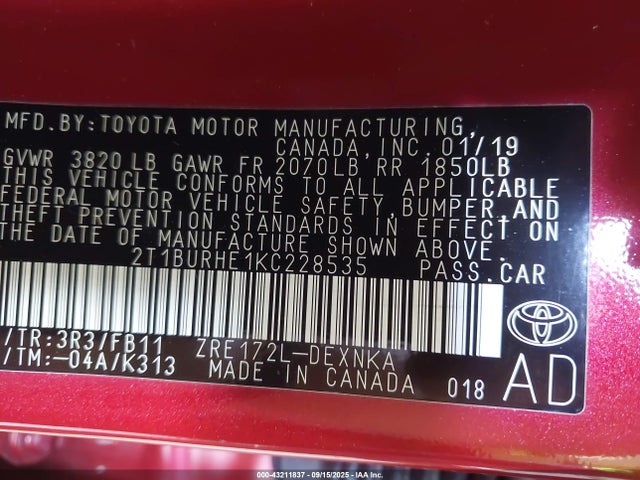 MFD.BY:TOYOTA MOTOR MANUFACTURING,
CANADA, INC. 01/19
GVWR 3820 LB GAWR FR 2070LB RR 1850LB
THIS VEHICLE CONFORMS TO ALL APPLICABLE
FEDERAL MOTOR VEHICLE SAFETY, BUMPER, AND
THEFT PREVENTION STANDARDS IN EFFECT ON
THE DATE OF MANUFACTURE SHOWN ABOVE.
2T1BURHE1KC228535 PASS.CAR
/TR:3R3/FB11 ZRE172L-DEXNKA
/TM:-04A/K313 MADE IN CANADA 018 AD
000-43211837 - 09/15/2025 - IAA Inc.